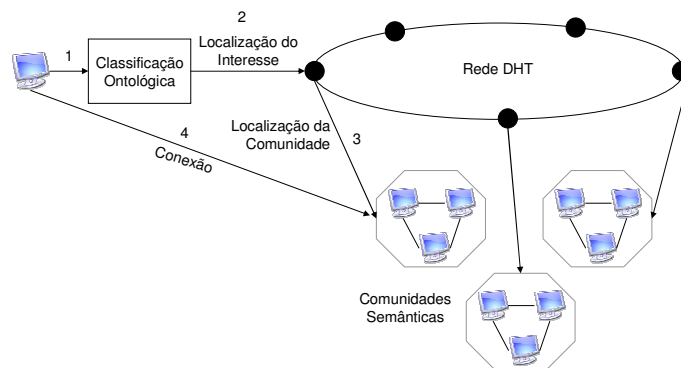 1
Classificação
Ontológica
2
Localização do
Interesse
Rede DHT
Localização da
Comunidade
3
4
Conexão
Comunidades
Semânticas